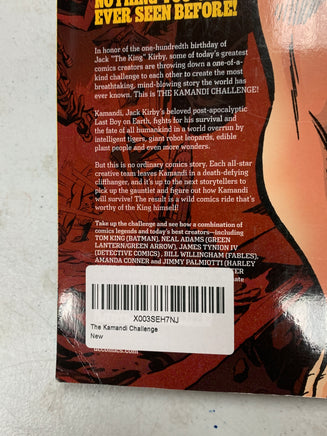 NOTHING YOU
EVER SEEN BEFORE!
In honor of the one-hundredth birthday of
Jack "The King" Kirby, some of today's greatest
comics creators are throwing down a one-of-a-
kind challenge to each other to create the most
breathtaking, mind-blowing story the world has
ever known. This is THE KAMANDI CHALLENGE!
Kamandi, Jack Kirby's beloved post-apocalyptic
Last Boy on Earth, fights for his survival and
the fate of all humankind in a world overrun by
intelligent tigers, giant robot leopards, edible
plant people and even more wonders.
But this is no ordinary comics story. Each all-star
creative team leaves Kamandi in a death-defying
cliffhanger, and it's up to the next storytellers to
pick up the gauntlet and figure out how Kamandi
will survive! The result is a wild comics ride that's
worthy of the King himself!
Take up the challenge and see how a combination of
comics legends and today's best creators—including
TOM KING (BATMAN), NEAL ADAMS (GREEN
LANTERN/GREEN ARROW), JAMES TYNION IV
(DETECTIVE COMICS), BILL WILLINGHAM (FABLES),
AMANDA CONNER and JIMMY PALMIOTTI (HARLEY
X003SEH7NJ
The Kamandi Challenge
New
dccomics.com